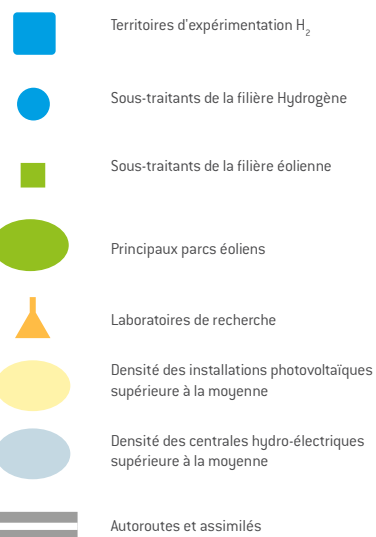 Territoires d'expérimentation H₂
Sous-traitants de la filière Hydrogène
Sous-traitants de la filière éolienne
Principaux parcs éoliens
Laboratoires de recherche
Densité des installations photovoltaïques
supérieure à la moyenne
Densité des centrales hydro-électriques
supérieure à la moyenne
Autoroutes et assimilés